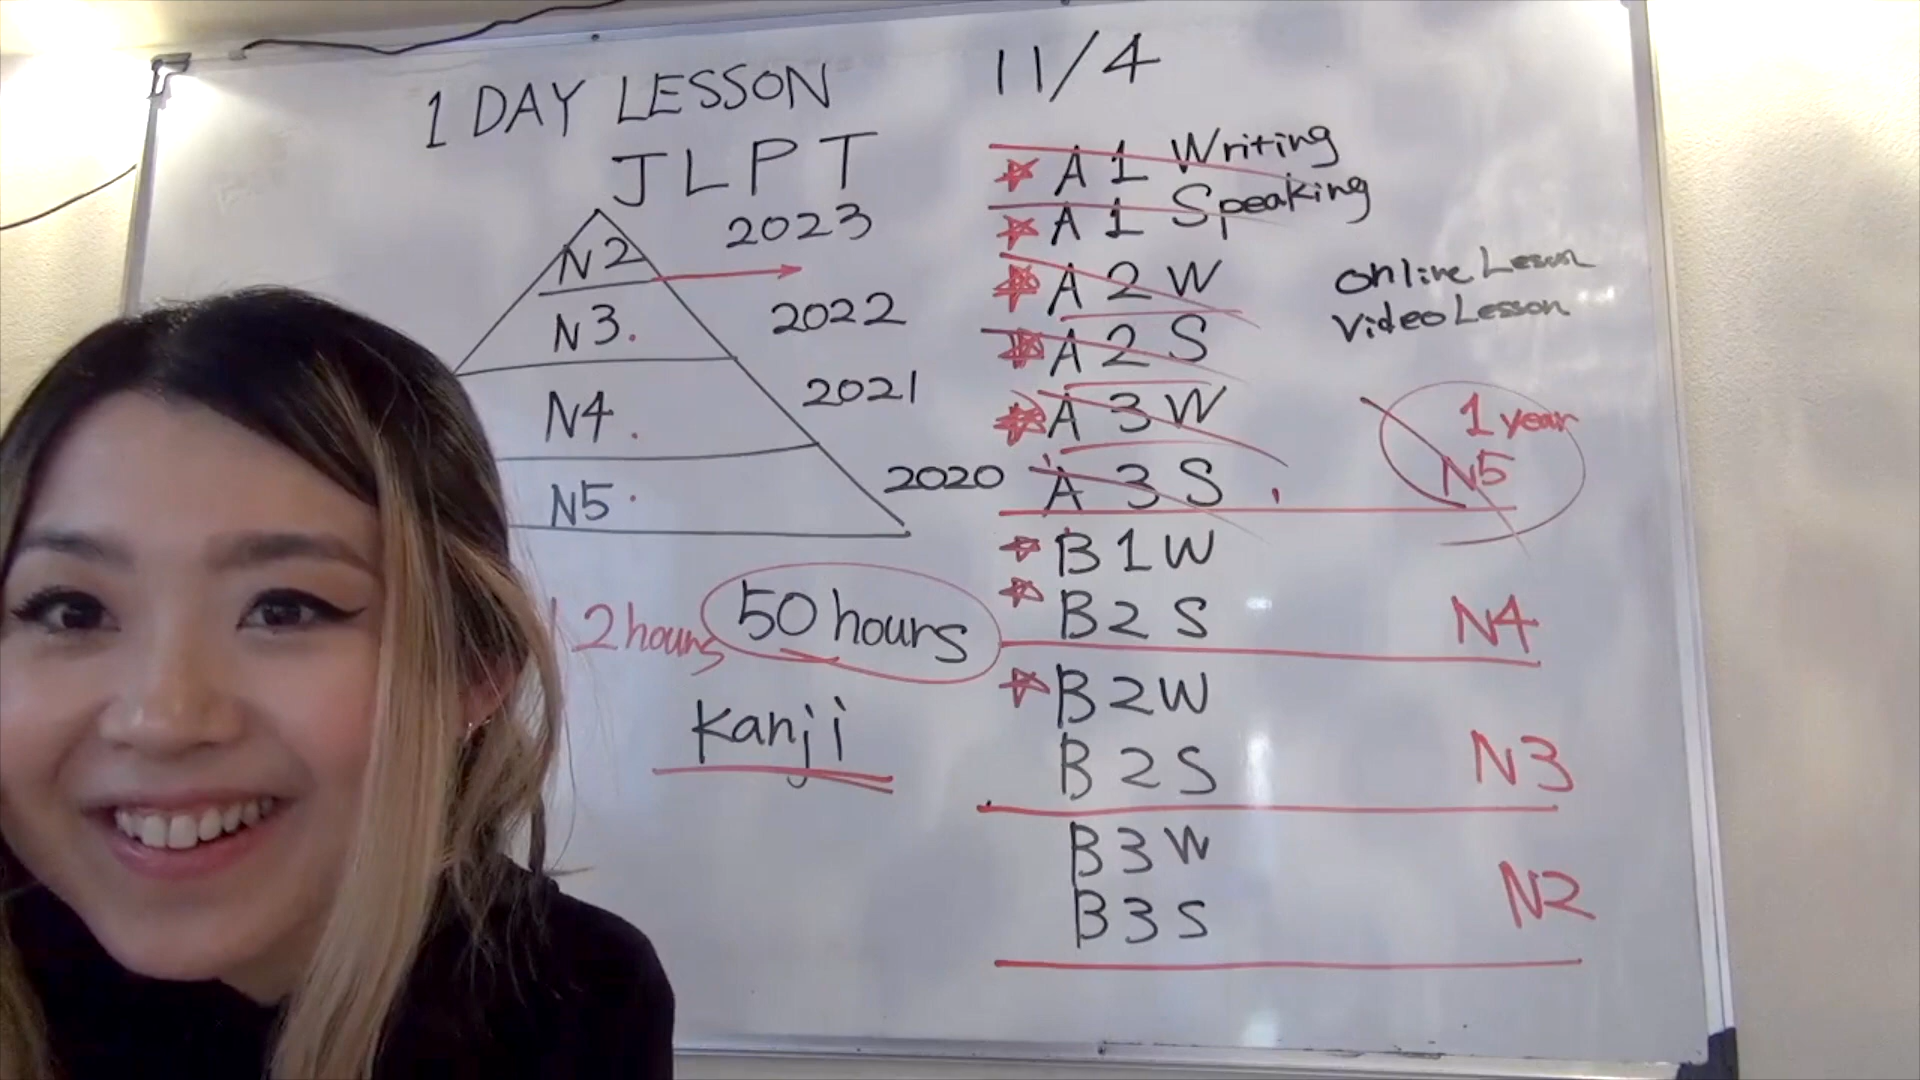 1 DAY LESSON
11/4
JLPT
N2 2023
N3. 2022
N4. 2021
N5. 2020
2 hours 50 hours
Kanji
A 1 Writing
A 1 Speaking
A 2 W
A 2 S
A 3 W
A 3 S
B 1 W
B 2 S
N4
B 2 W
B 2 S
N3
B 3 W
B 3 S
N2
Online Lesson
Video Lesson
1 year
N5